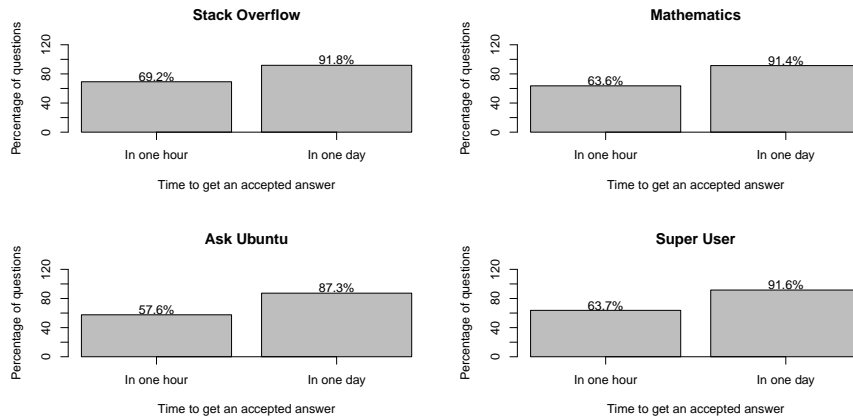 Stack Overflow
Percentage of questions
0
40
80
120
69.2%
91.8%
In one hour
In one day
Time to get an accepted answer
Mathematics
Percentage of questions
0
40
80
120
63.6%
91.4%
In one hour
In one day
Time to get an accepted answer
Ask Ubuntu
Percentage of questions
0
40
80
120
57.6%
87.3%
In one hour
In one day
Time to get an accepted answer
Super User
Percentage of questions
0
40
80
120
63.7%
91.6%
In one hour
In one day
Time to get an accepted answer